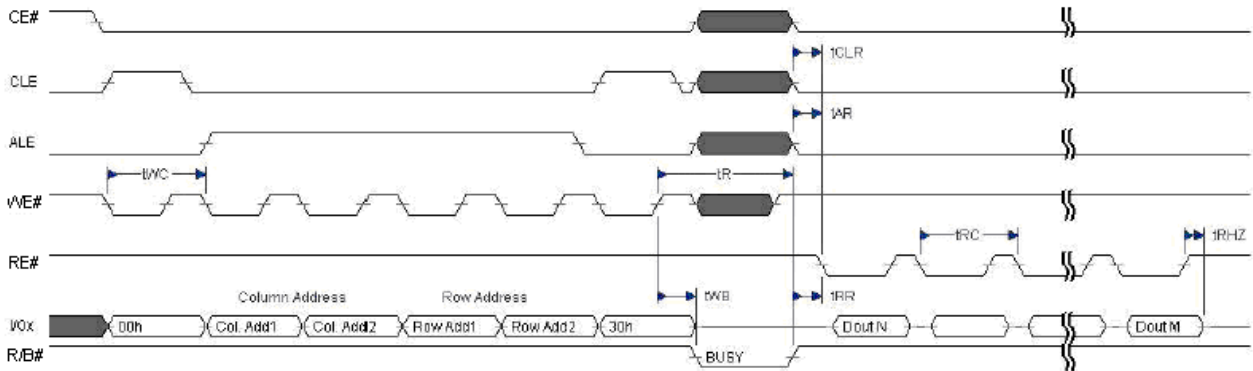 CE#
tCLR
CLE
tAR
ALE
tWC
tR
WE#
tRC
tRHZ
RE#
Column Address
Row Address
tWB
tRR
I/Ox
00h
Col. Add1
Col. Add2
Row Add1
Row Add2
30h
Dout N
Dout M
R/B#
BUSY